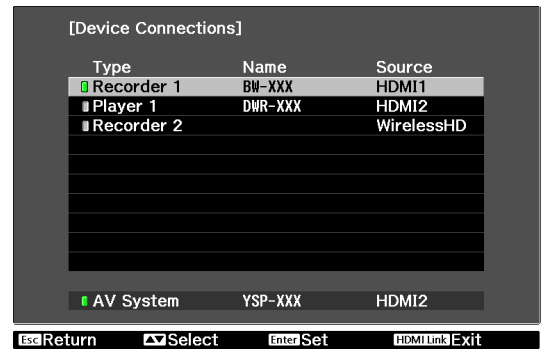 [Device Connections]
Type Name Source
Recorder 1 BW-XXX HDMI1
Player 1 DWR-XXX HDMI2
Recorder 2 WirelessHD
AV System YSP-XXX HDMI2
Esc Return Select Enter Set HDMI Link Exit